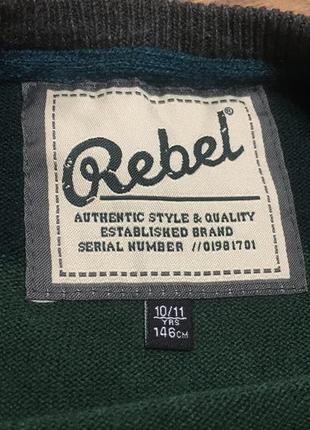 Rebel®
AUTHENTIC STYLE & QUALITY
ESTABLISHED BRAND
SERIAL NUMBER //01981701
10/11
YRS
146CM